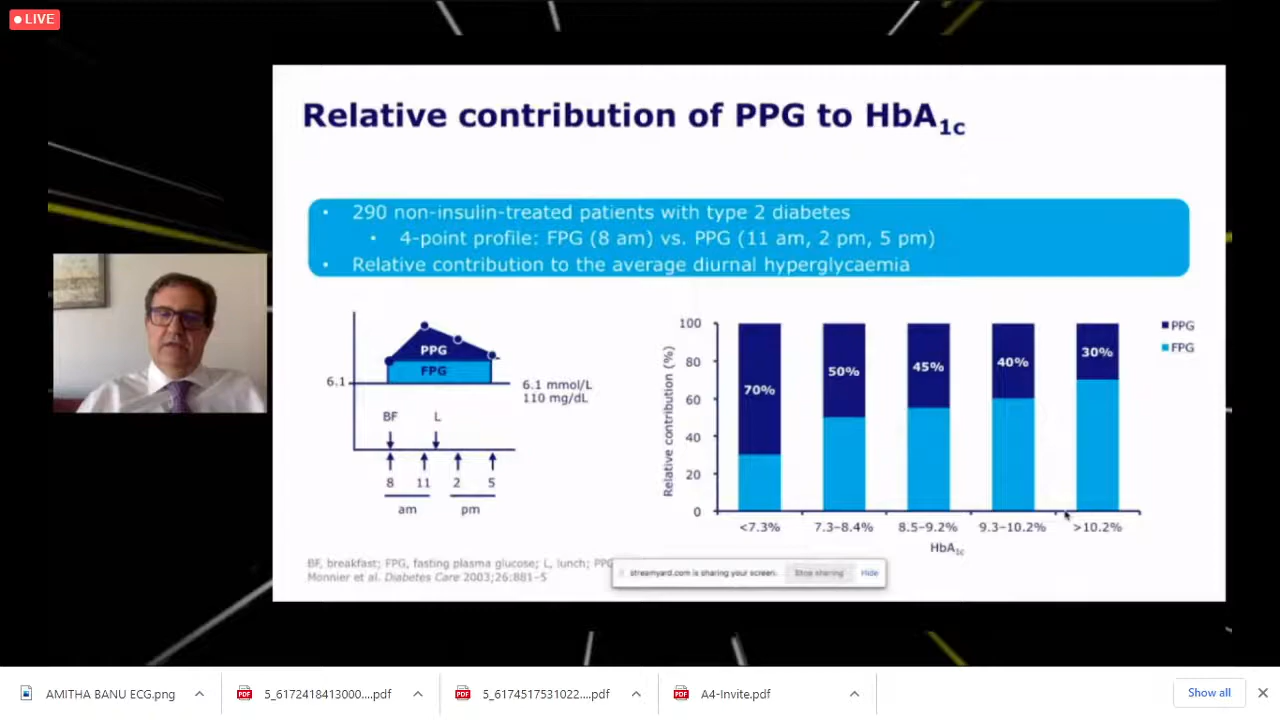 LIVE
Relative contribution of PPG to HbA1c
• 290 non-insulin-treated patients with type 2 diabetes
• 4-point profile: FPG (8 am) vs. PPG (11 am, 2 pm, 5 pm)
• Relative contribution to the average diurnal hyperglycaemia
PPG
FPG
6.1
6.1 mmol/L
110 mg/dL
BF L
8 11 2 5
am pm
Relative contribution (%)
100
80
60
40
20
0
70% 50% 45% 40% 30%
PPG
FPG
<7.3% 7.3–8.4% 8.5–9.2% 9.3–10.2% >10.2%
HbA1c
BF, breakfast; FPG, fasting plasma glucose; L, lunch; PPG
Monnier et al. Diabetes Care 2003;26:881–5
streamyard.com is sharing your screen. Stop sharing Hide
AMITHA BANU ECG.png 5_6172418413000....pdf 5_6174517531022....pdf A4-Invite.pdf Show all
PDF PDF PDF